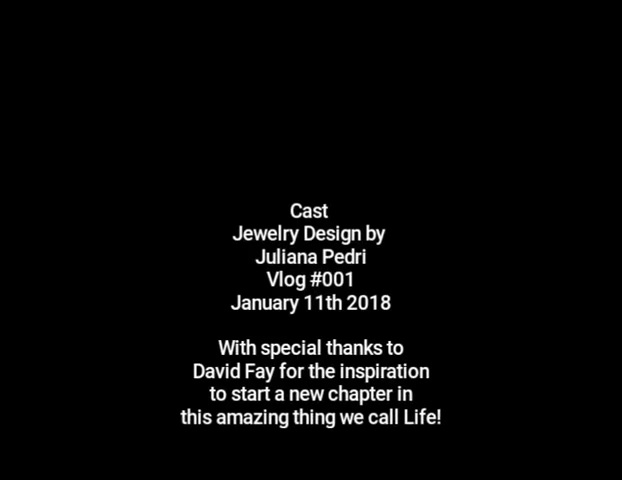 Cast
Jewelry Design by
Juliana Pedri
Vlog #001
January 11th 2018
With special thanks to
David Fay for the inspiration
to start a new chapter in
this amazing thing we call Life!